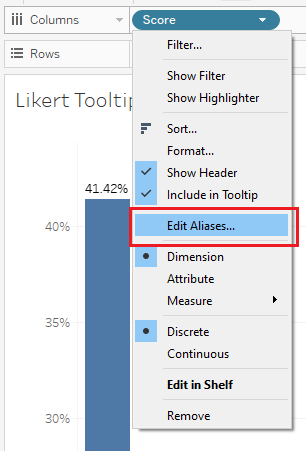 Columns
Score
Rows
Likert Tooltip
Filter...
Show Filter
Show Highlighter
Sort...
Format...
Show Header
Include in Tooltip
Edit Aliases...
Dimension
Attribute
Measure
Discrete
Continuous
Edit in Shelf
Remove
41.42%
40%
35%
30%